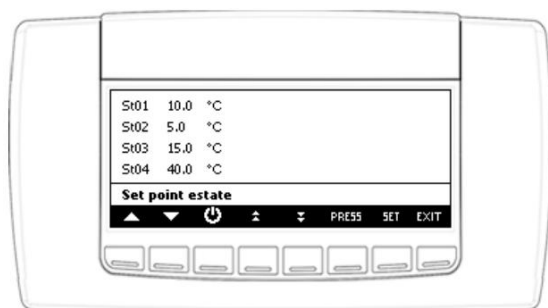 St01 10.0 °C
St02 5.0 °C
St03 15.0 °C
St04 40.0 °C
Set point estate
PRESS SET EXIT